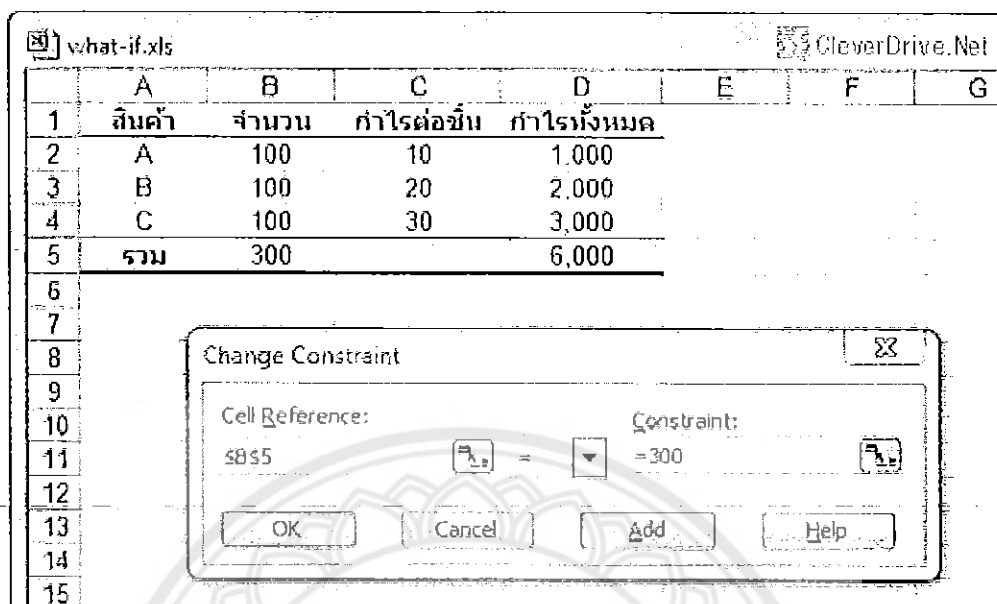 what-if.xls CleverDrive.Net
A B C D E F G
1 สินค้า จำนวน กำไรต่อชิ้น กำไรทั้งหมด
2 A 100 10 1,000
3 B 100 20 2,000
4 C 100 30 3,000
5 รวม 300 6,000
6
7
8
9
10
11
12
13
14
15
Change Constraint
Cell Reference: Constraint:
$B$5 = =300
OK Cancel Add Help